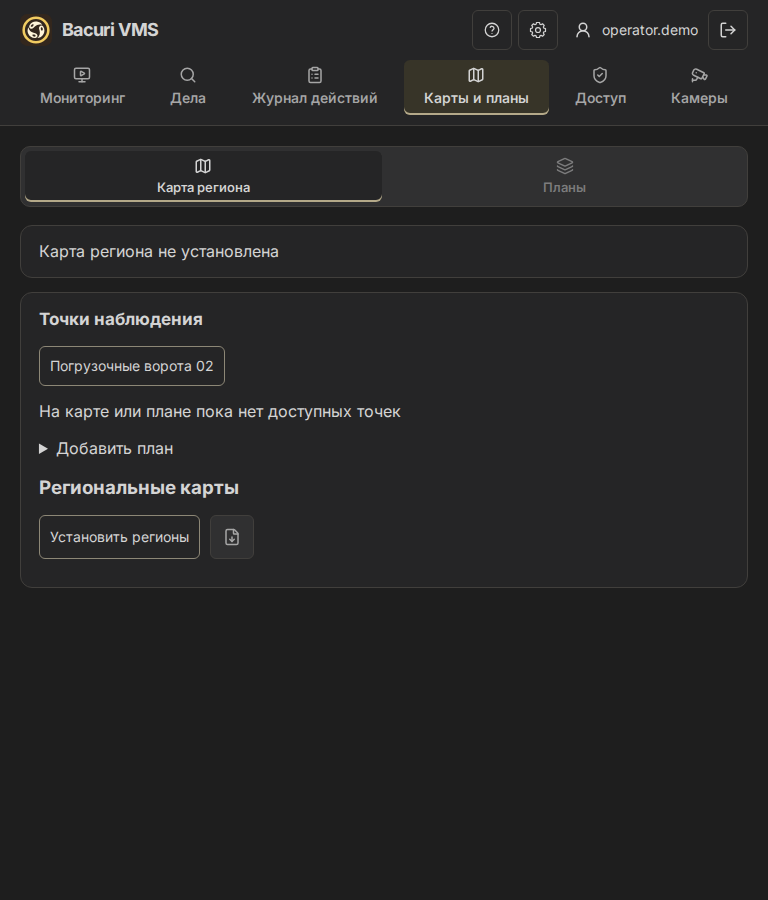 Bacuri VMS
operator.demo
Мониторинг
Дела
Журнал действий
Карты и планы
Доступ
Камеры
Карта региона
Планы
Карта региона не установлена
Точки наблюдения
Погрузочные ворота 02
На карте или плане пока нет доступных точек
Добавить план
Региональные карты
Установить регионы